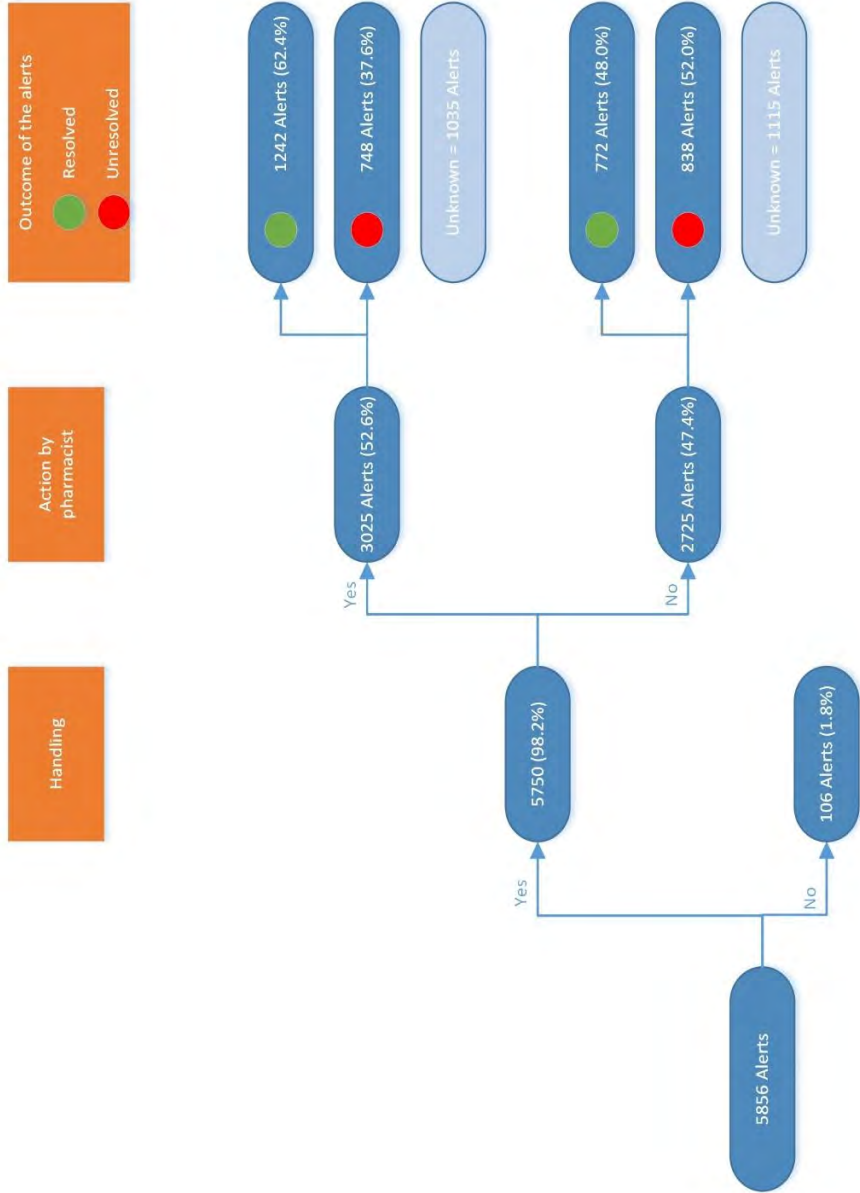 Handling
Action by
pharmacist
Outcome of the alerts
Resolved
Unresolved
5856 Alerts
Yes
No
5750 (98.2%)
106 Alerts (1.8%)
Yes
No
3025 Alerts (52.6%)
2725 Alerts (47.4%)
1242 Alerts (62.4%)
748 Alerts (37.6%)
Unknown = 1035 Alerts
772 Alerts (48.0%)
838 Alerts (52.0%)
Unknown = 1115 Alerts